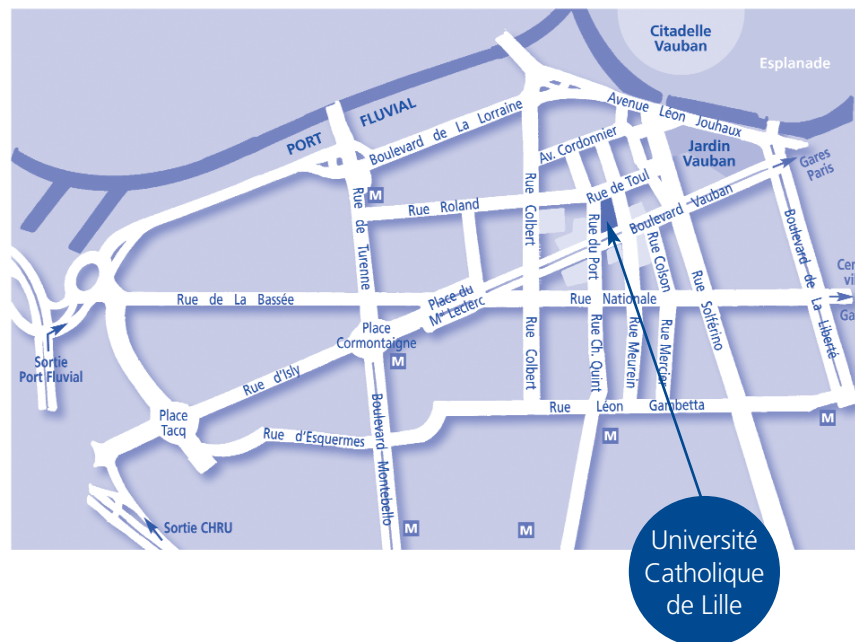 Citadelle
Vauban
Esplanade
PORT FLUVIAL
Boulevard de La Lorraine
Avenue Léon Jouhaux
Av. Cordonnier
Jardin
Vauban
Gares
Paris
M
Rue de Toul
Rue Roland
Rue de Turenne
Rue Colbert
Rue du Port
Boulevard Vauban
Rue Colson
Boulevard de La Liberté
Rue Solférino
Rue de La Bassée
Place du
Mal Leclerc
Rue Nationale
Sortie
Port Fluvial
Place
Cormontaigne
M
Rue d'Isly
Rue Colbert
Rue Ch. Quint
Rue Meurein
Rue Mercier
Place
Tacq
Rue Léon Gambetta
M
Rue d'Esquermes
M
Boulevard Montebello
Sortie CHRU
M
M
Université
Catholique
de Lille